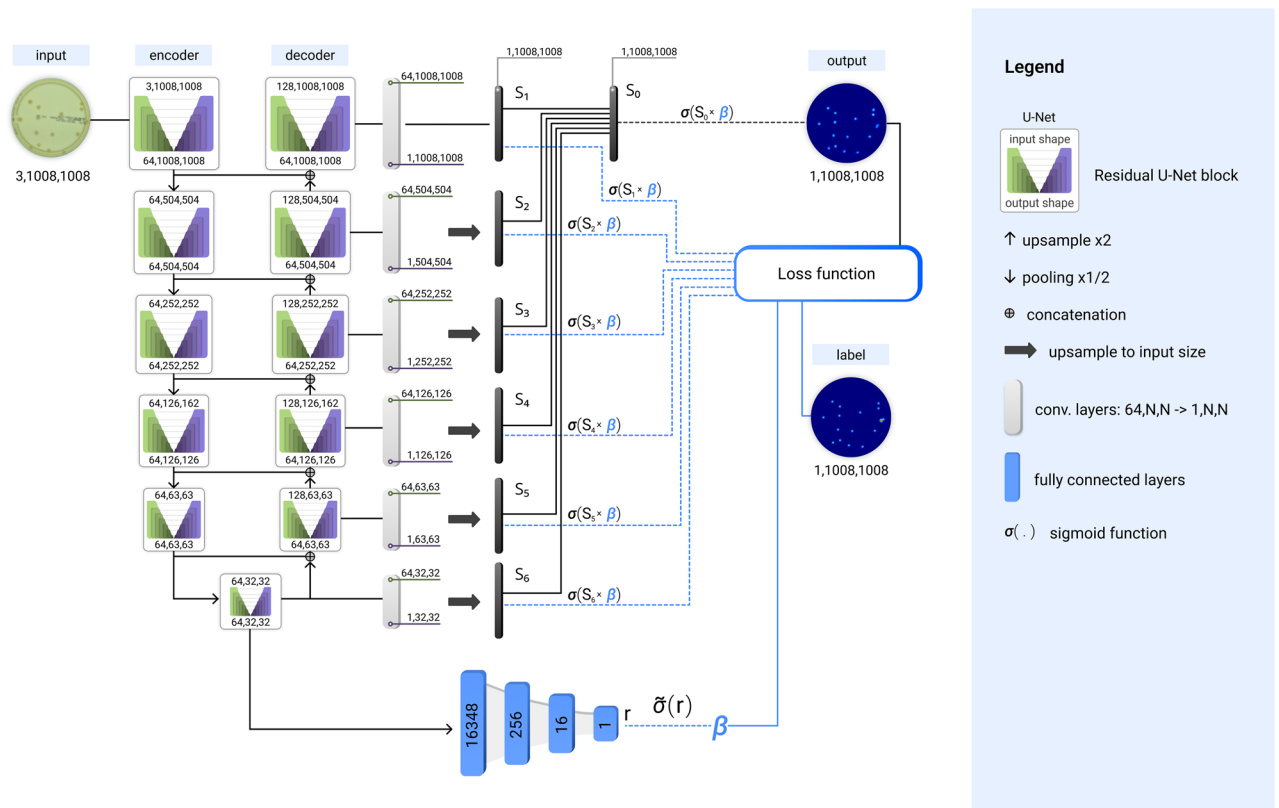 input
encoder
decoder
output
3,1008,1008
3,1008,1008
64,1008,1008
64,504,504
64,504,504
64,252,252
64,252,252
64,126,162
64,126,126
64,63,63
64,63,63
64,32,32
64,32,32
128,1008,1008
64,1008,1008
128,504,504
64,504,504
128,252,252
64,252,252
128,126,162
64,126,126
128,63,63
64,63,63
64,1008,1008
1,1008,1008
64,504,504
1,504,504
64,252,252
1,252,252
64,126,126
1,126,126
64,63,63
1,63,63
64,32,32
1,32,32
1,1008,1008
1,1008,1008
S₁
S₀
S₂
S₃
S₄
S₅
S₆
σ(S₀× β)
σ(S₁× β)
σ(S₂× β)
σ(S₃× β)
σ(S₄× β)
σ(S₅× β)
σ(S₆× β)
1,1008,1008
Loss function
label
1,1008,1008
16348
256
16
1
r
σ̃(r)
β
Legend
U-Net
input shape
output shape
Residual U-Net block
↑ upsample x2
↓ pooling x1/2
⊕ concatenation
upsample to input size
conv. layers: 64,N,N -> 1,N,N
fully connected layers
σ( . ) sigmoid function